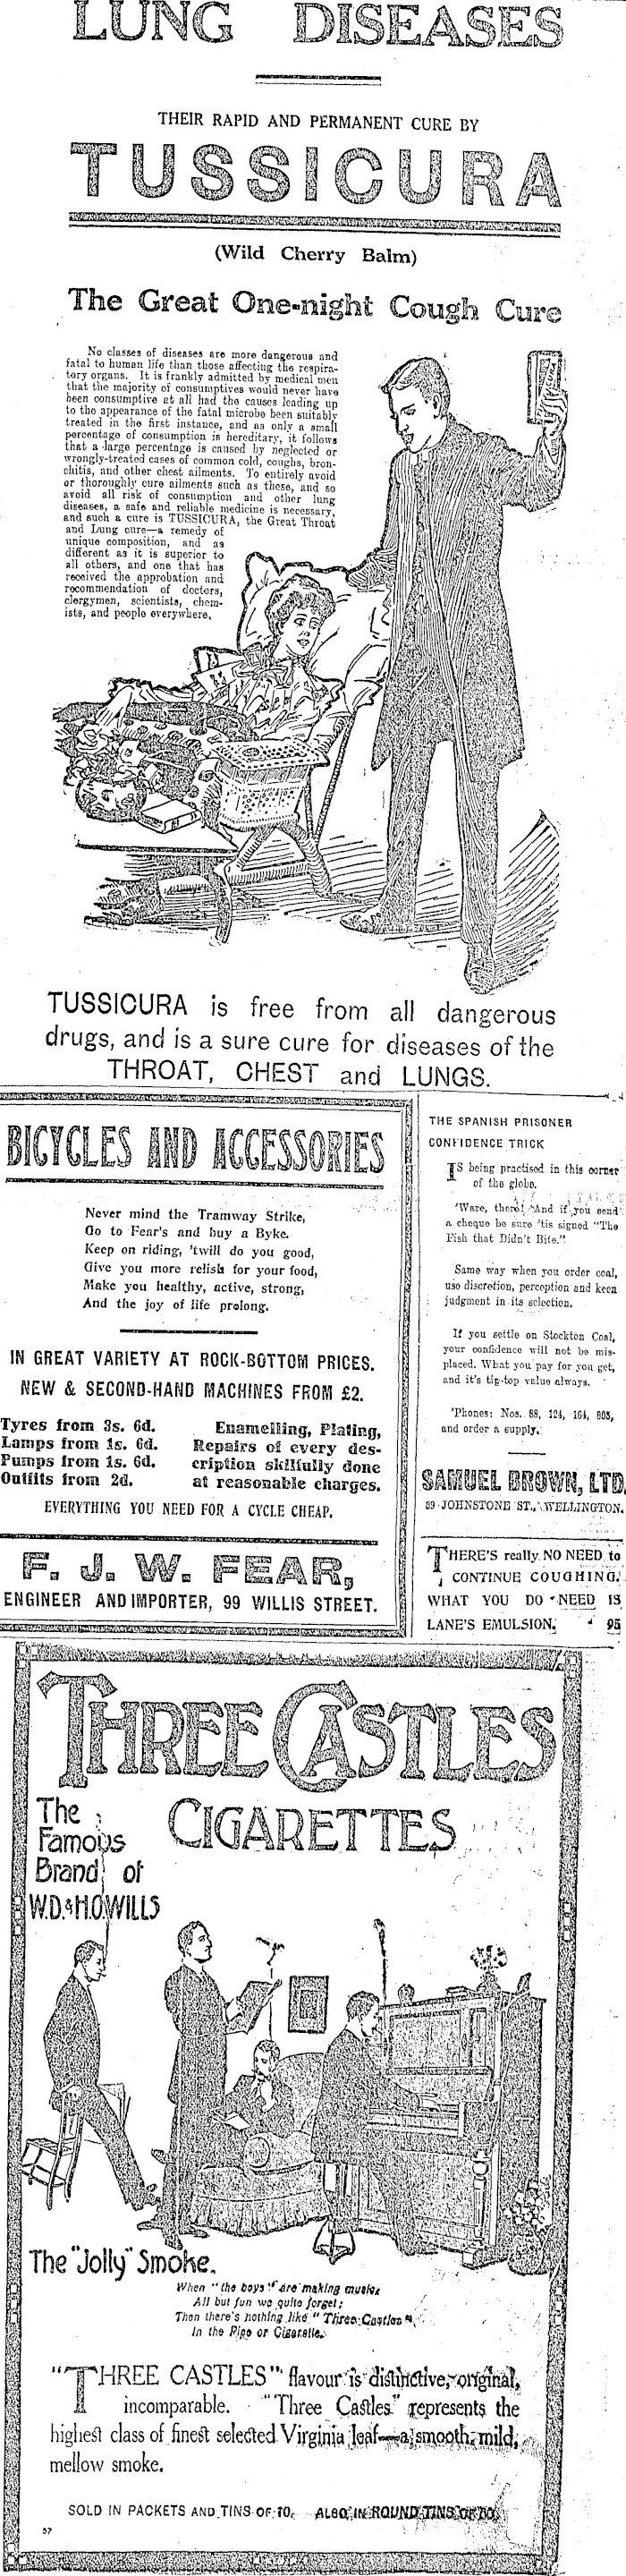 LUNG DISEASES
THEIR RAPID AND PERMANENT CURE BY
TUSSICURA
(Wild Cherry Balm)
The Great One-night Cough Cure
No classes of diseases are more dangerous and
fatal to human life than those affecting the respira-
tory organs. It is frankly admitted by medical men
that the majority of consumptives would never have
been consumptive at all had the causes leading up
to the appearance of the fatal microbe been suitably
treated in the first instance, and as only a small
percentage of consumption is hereditary, it follows
that a large percentage is caused by neglected or
wrongly-treated cases of common cold, coughs, bron-
chitis, and other chest ailments. To entirely avoid
or thoroughly cure ailments such as these, and so
avoid all risk of consumption and other lung
diseases, a safe and reliable medicine is necessary,
and such a cure is TUSSICURA, the Great Throat
and Lung cure—a remedy of
unique composition, and as
different as it is superior to
all others, and one that has
received the approbation and
recommendation of doctors,
clergymen, scientists, chem-
ists, and people everywhere.
TUSSICURA is free from all dangerous
drugs, and is a sure cure for diseases of the
THROAT, CHEST and LUNGS.
BICYCLES AND ACCESSORIES
Never mind the Tramway Strike,
Go to Fear's and buy a Byke.
Keep on riding, 'twill do you good,
Give you more relish for your food,
Make you healthy, active, strong,
And the joy of life prolong.
IN GREAT VARIETY AT ROCK-BOTTOM PRICES.
NEW & SECOND-HAND MACHINES FROM £2.
Tyres from 3s. 6d.
Lamps from 1s. 6d.
Pumps from 1s. 6d.
Outfits from 2d.
Enamelling, Plating,
Repairs of every des-
cription skilfully done
at reasonable charges.
EVERYTHING YOU NEED FOR A CYCLE CHEAP.
F. J. W. FEAR,
ENGINEER AND IMPORTER, 99 WILLIS STREET.
THE SPANISH PRISONER
CONFIDENCE TRICK
IS being practised in this corner
of the globe.
'Ware, there! And if you send
a cheque be sure 'tis signed "The
Fish that Didn't Bite."
Same way when you order coal,
use discretion, perception and keen
judgment in its selection.
If you settle on Stockton Coal,
your confidence will not be mis-
placed. What you pay for you get,
and it's tip-top value always.
'Phones: Nos. 88, 124, 164, 803,
and order a supply.
SAMUEL BROWN, LTD.
89 JOHNSTONE ST., WELLINGTON.
THERE'S really NO NEED to
CONTINUE COUGHING.
WHAT YOU DO NEED IS
LANE'S EMULSION. 95
THREE CASTLES
CIGARETTES
The
Famous
Brand of
W.D.&H.O.WILLS
The "Jolly" Smoke.
When "the boys" are making music
All but fun we quite forget;
Then there's nothing like "Three Castles"
In the Pipe or Cigarette.
"THREE CASTLES" flavour is distinctive, original,
incomparable. "Three Castles" represents the
highest class of finest selected Virginia leaf—a smooth, mild,
mellow smoke.
SOLD IN PACKETS AND TINS OF 10. ALSO IN ROUND TINS OF 50.
57